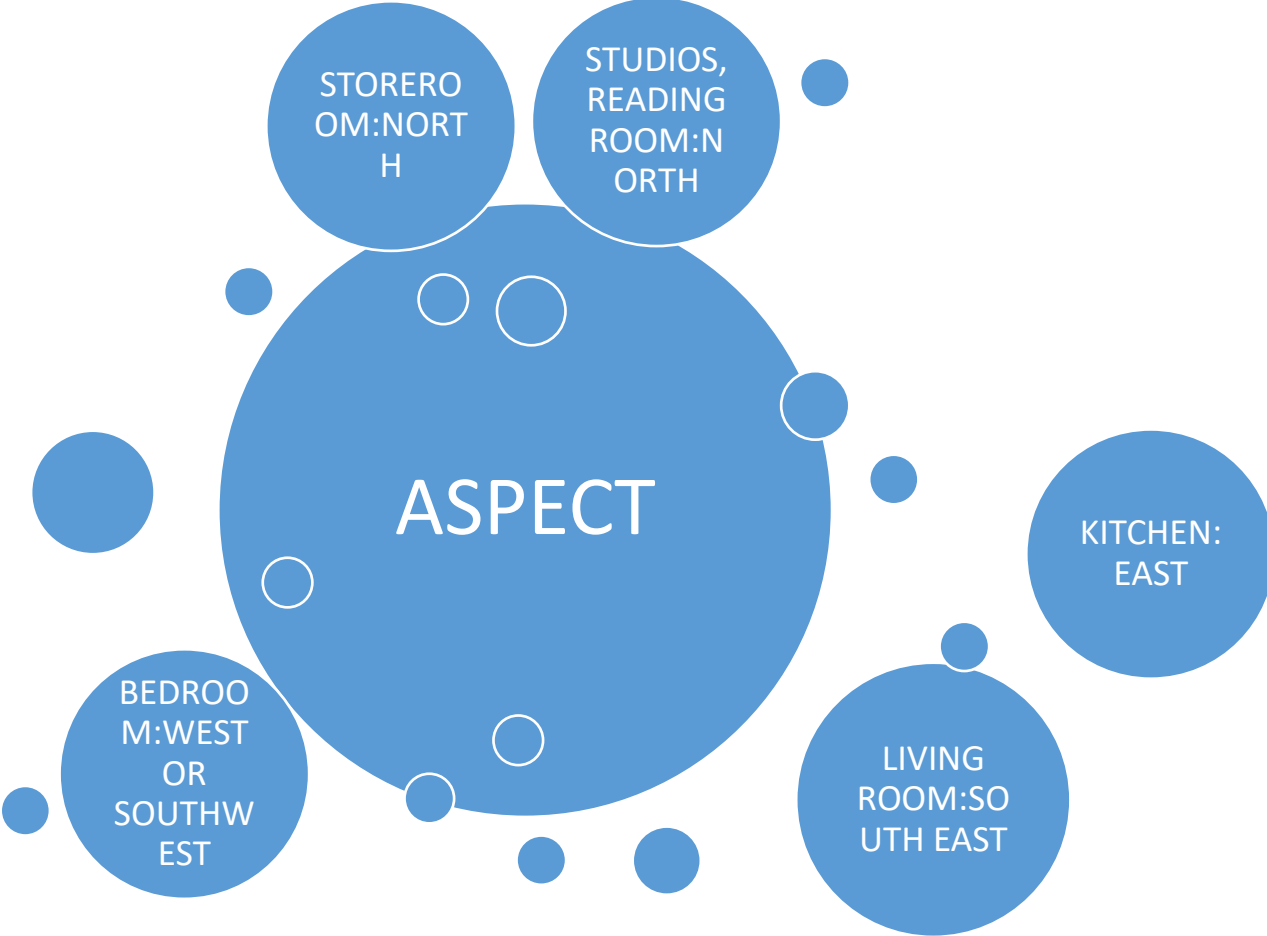 STORERO
OM:NORT
H
STUDIOS,
READING
ROOM:N
ORTH
ASPECT
KITCHEN:
EAST
BEDROO
M:WEST
OR
SOUTHW
EST
LIVING
ROOM:SO
UTH EAST